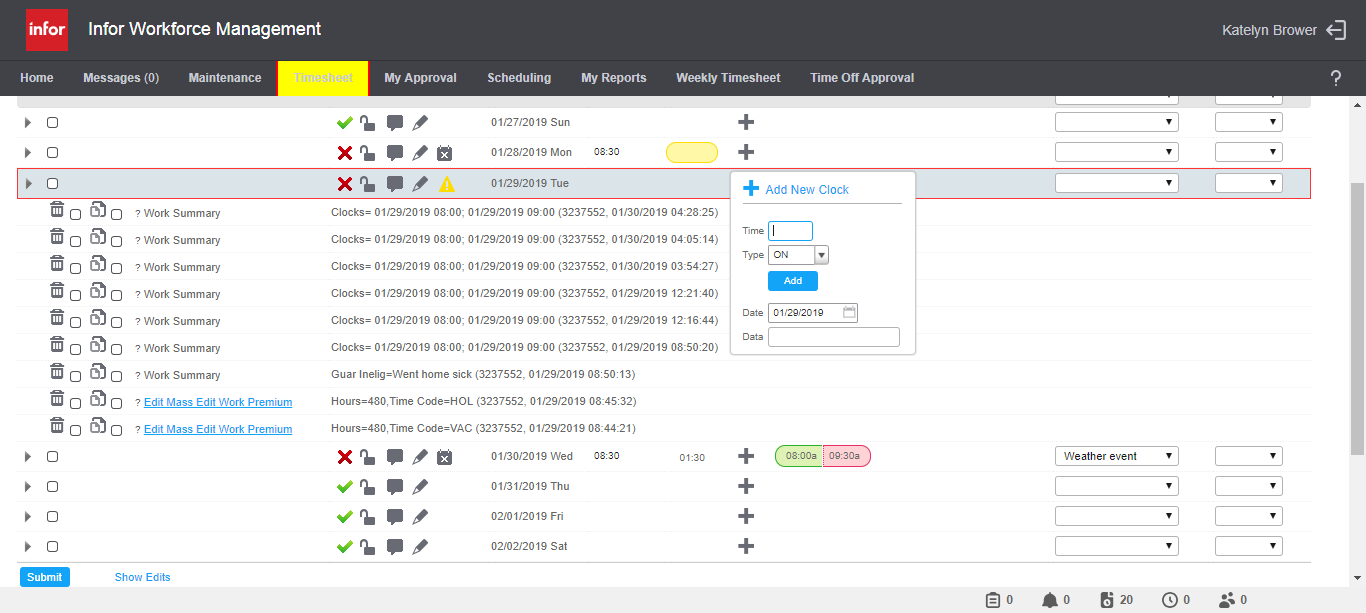 infor Infor Workforce Management Katelyn Brower
Home Messages (0) Maintenance Timesheet My Approval Scheduling My Reports Weekly Timesheet Time Off Approval ?
01/27/2019 Sun
01/28/2019 Mon 08:30
01/29/2019 Tue
Add New Clock
? Work Summary Clocks= 01/29/2019 08:00; 01/29/2019 09:00 (3237552, 01/30/2019 04:28:25)
Time
? Work Summary Clocks= 01/29/2019 08:00; 01/29/2019 09:00 (3237552, 01/30/2019 04:05:14)
Type ON
? Work Summary Clocks= 01/29/2019 08:00; 01/29/2019 09:00 (3237552, 01/30/2019 03:54:27)
Add
? Work Summary Clocks= 01/29/2019 08:00; 01/29/2019 09:00 (3237552, 01/29/2019 12:21:40)
Date 01/29/2019
? Work Summary Clocks= 01/29/2019 08:00; 01/29/2019 09:00 (3237552, 01/29/2019 12:16:44)
Data
? Work Summary Clocks= 01/29/2019 08:00; 01/29/2019 09:00 (3237552, 01/29/2019 08:50:20)
? Work Summary Guar Inelig=Went home sick (3237552, 01/29/2019 08:50:13)
? Edit Mass Edit Work Premium Hours=480,Time Code=HOL (3237552, 01/29/2019 08:45:32)
? Edit Mass Edit Work Premium Hours=480,Time Code=VAC (3237552, 01/29/2019 08:44:21)
01/30/2019 Wed 08:30 01:30 08:00a 09:30a Weather event
01/31/2019 Thu
02/01/2019 Fri
02/02/2019 Sat
Submit Show Edits
0 0 20 0 0